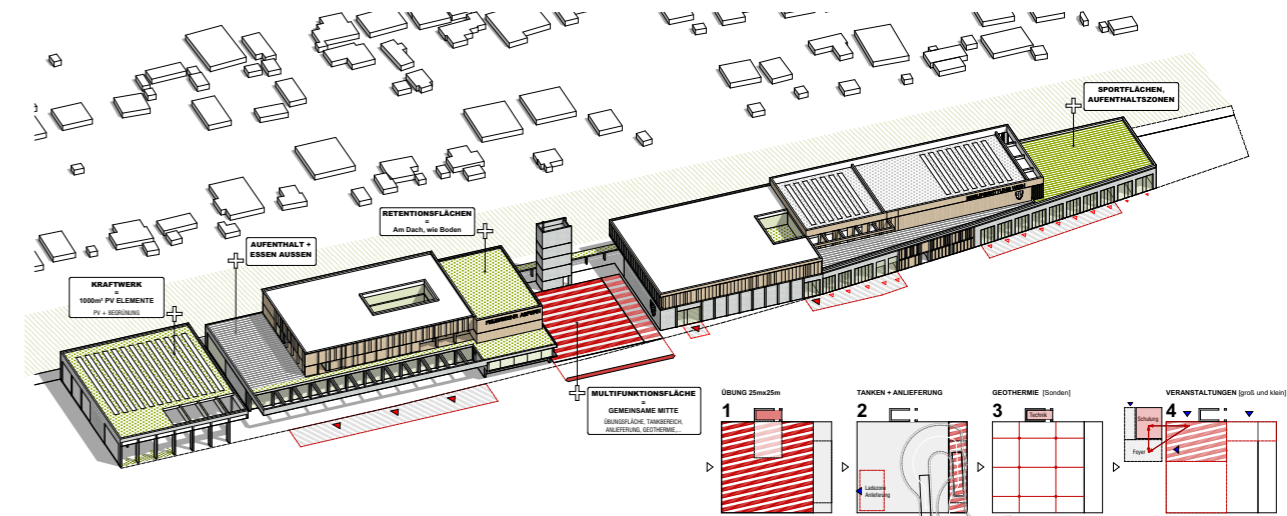 SPORTFLÄCHEN,
AUFENTHALTSZONEN
RETENTIONSFLÄCHEN
=
Am Dach, wie Boden
AUFENTHALT +
ESSEN AUSSEN
KRAFTWERK
=
1000m² PV ELEMENTE
PV + BEGRÜNUNG
MULTIFUNKTIONSFLÄCHE
=
GEMEINSAME MITTE
ÜBUNGSFLÄCHE, TANKBEREICH,
ANLIEFERUNG, GEOTHERMIE,...
ÜBUNG 25mx25m
1
TANKEN + ANLIEFERUNG
2
Ladezone
Anlieferung
GEOTHERMIE [Sonden]
3
Technik
VERANSTALTUNGEN [groß und klein]
4
Schulung
Foyer